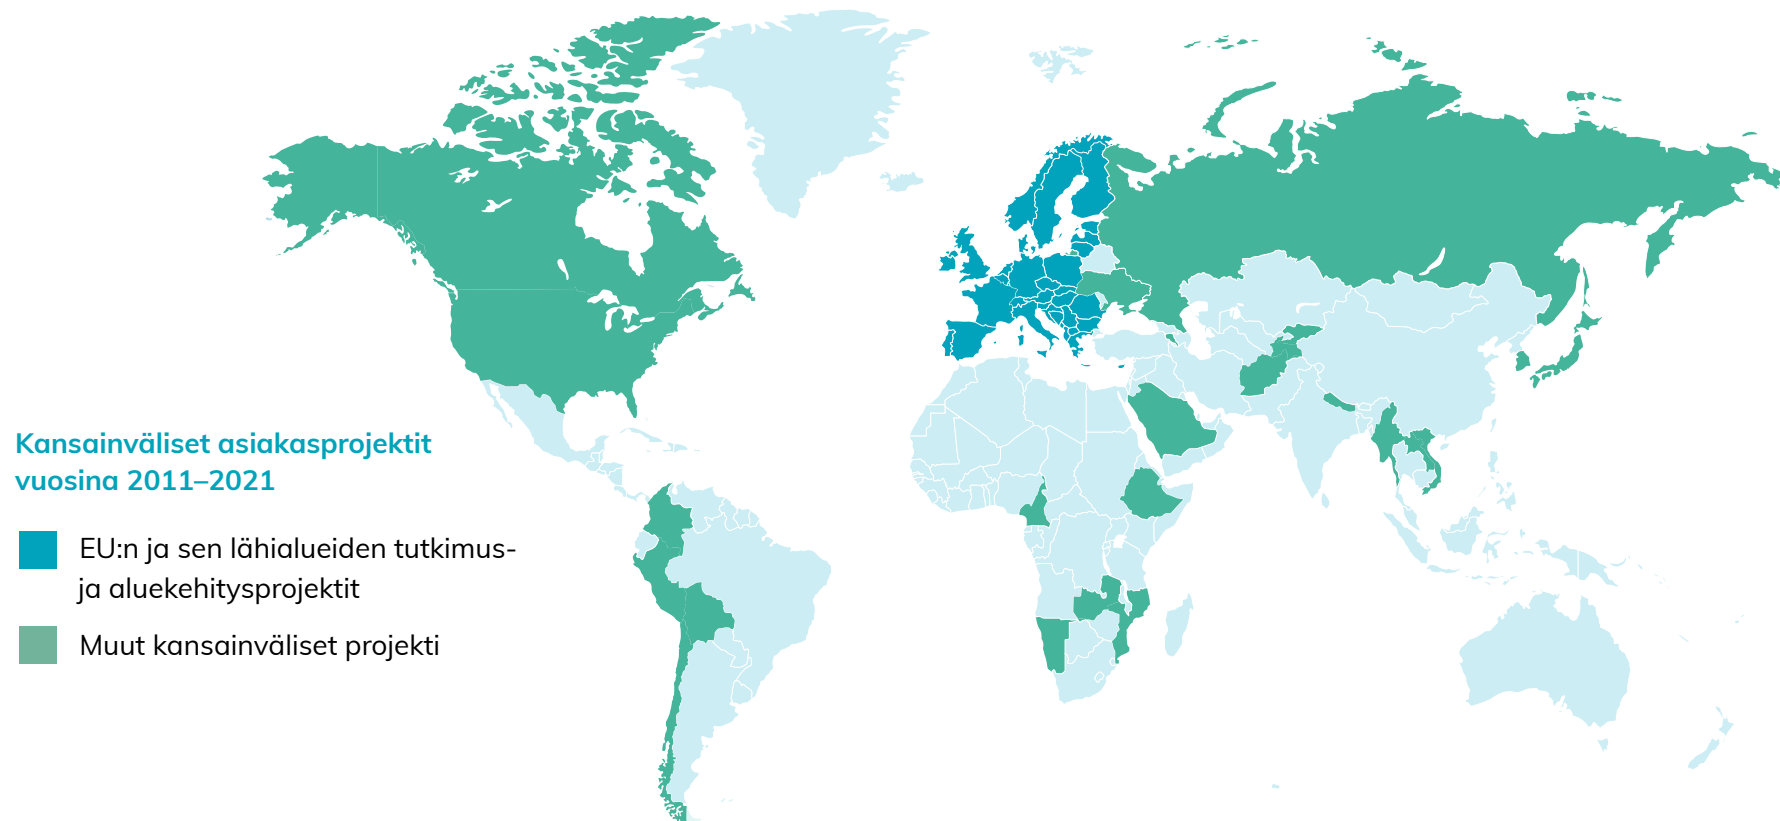 Kansainväliset asiakasprojektit
vuosina 2011–2021
EU:n ja sen lähialueiden tutkimus-
ja aluekehitysprojektit
Muut kansainväliset projekti